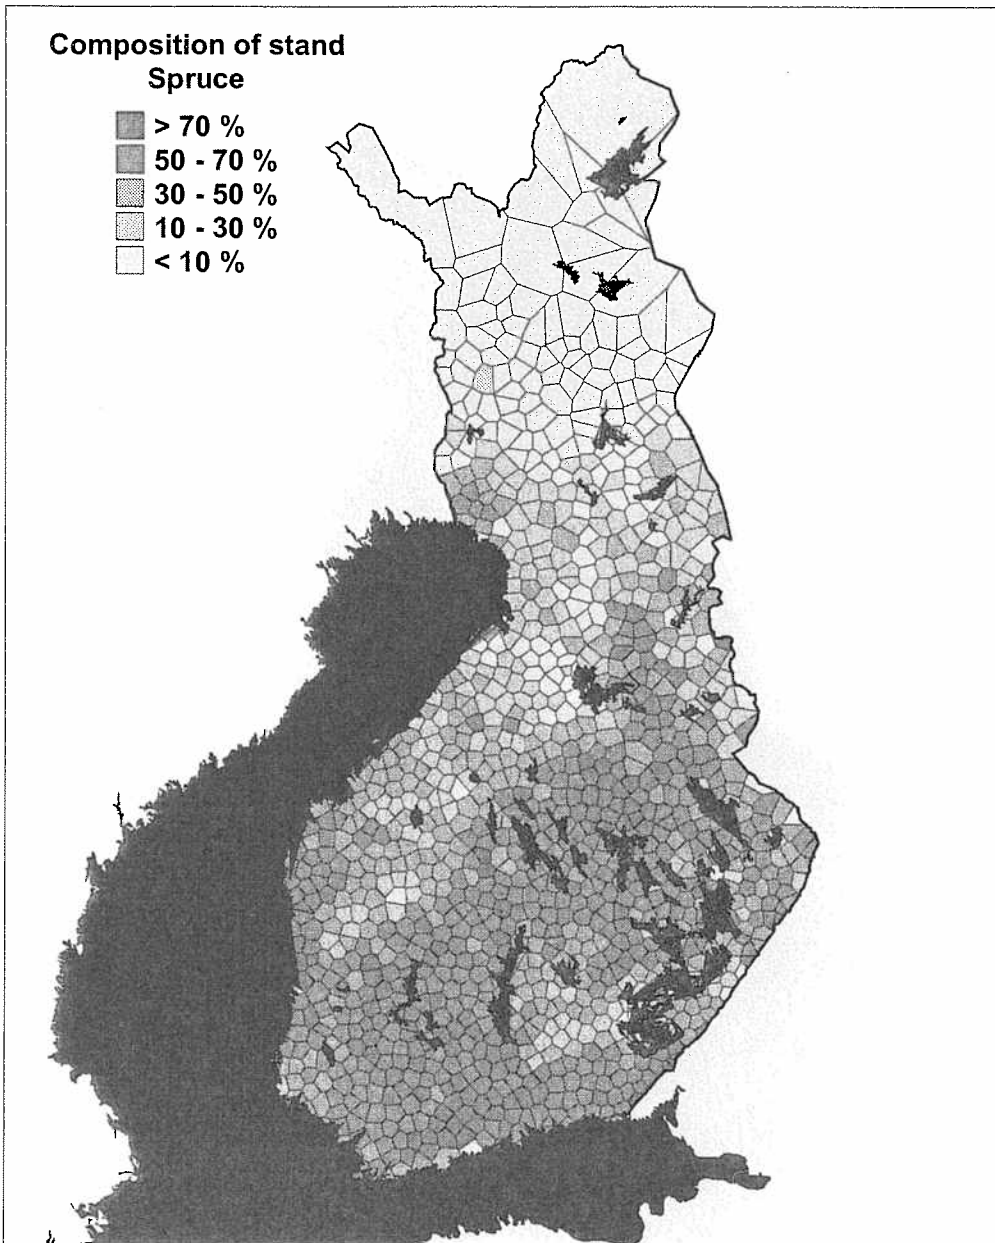 Composition of stand
Spruce
> 70 %
50 - 70 %
30 - 50 %
10 - 30 %
< 10 %